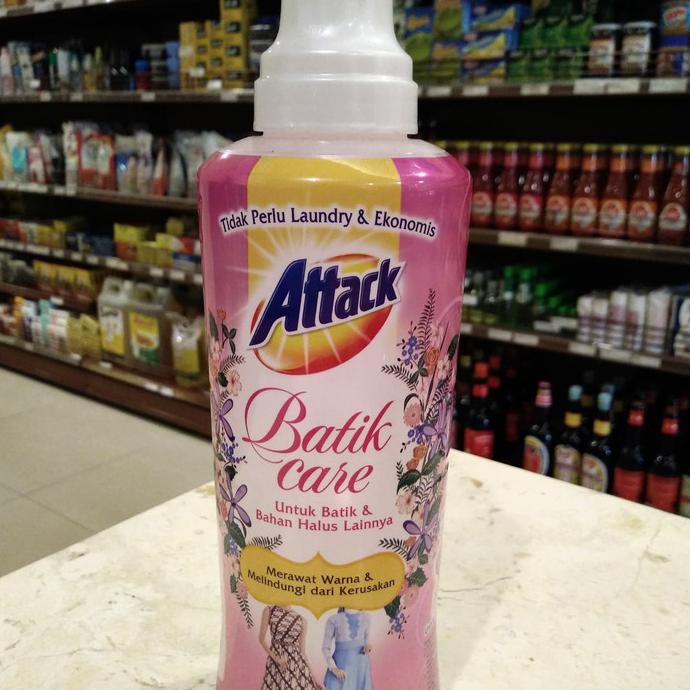 Tidak Perlu Laundry & Ekonomis
Attack
Batik
care
Untuk Batik &
Bahan Halus Lainnya
Merawat Warna &
Melindungi dari Kerusakan